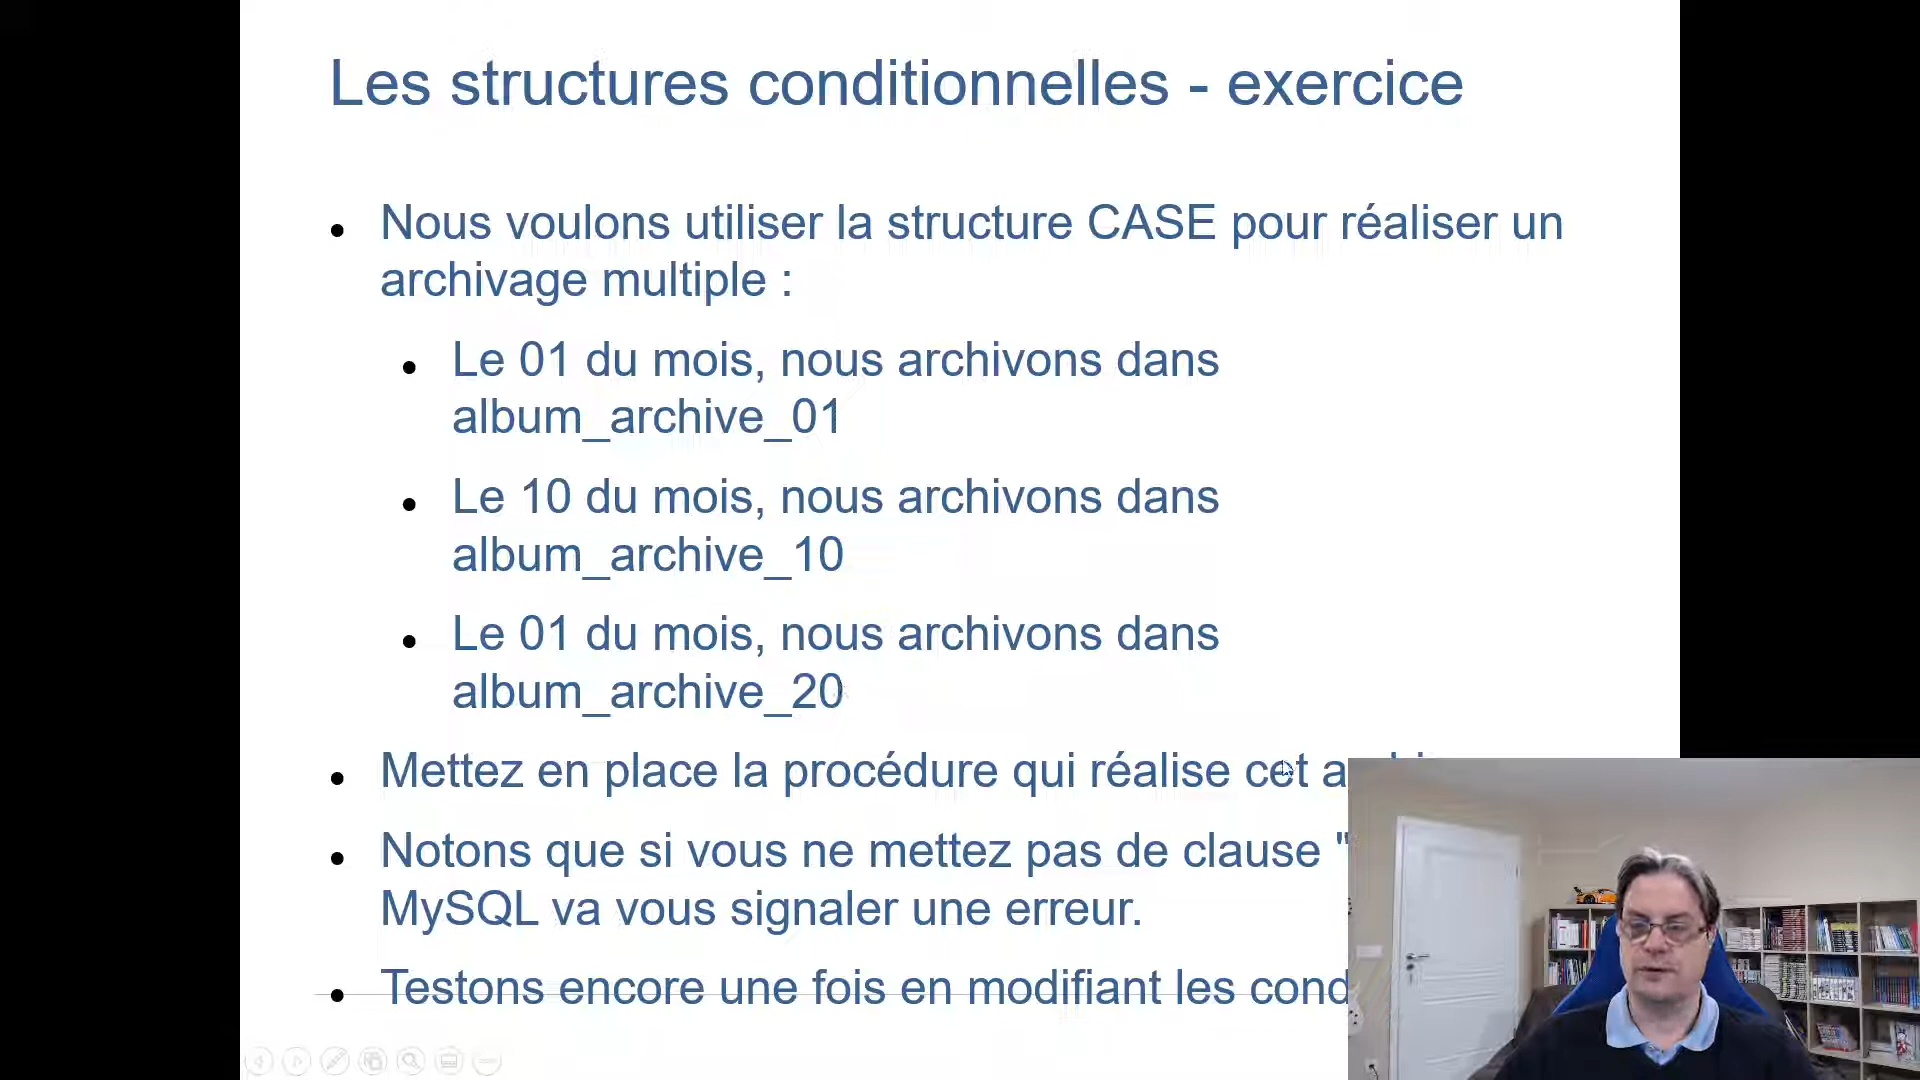 Les structures conditionnelles - exercice
Nous voulons utiliser la structure CASE pour réaliser un
archivage multiple :
Le 01 du mois, nous archivons dans
album_archive_01
Le 10 du mois, nous archivons dans
album_archive_10
Le 01 du mois, nous archivons dans
album_archive_20
Mettez en place la procédure qui réalise cet
Notons que si vous ne mettez pas de clause "
MySQL va vous signaler une erreur.
Testons encore une fois en modifiant les